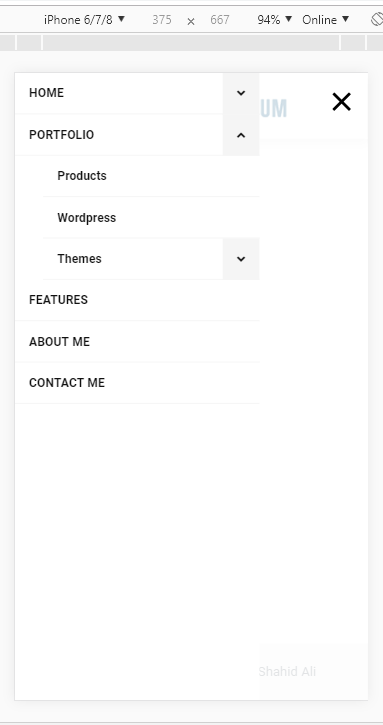 iPhone 6/7/8 ▼ 375 × 667 94% ▼ Online ▼
UM
HOME
PORTFOLIO
Products
Wordpress
Themes
FEATURES
ABOUT ME
CONTACT ME
Shahid Ali